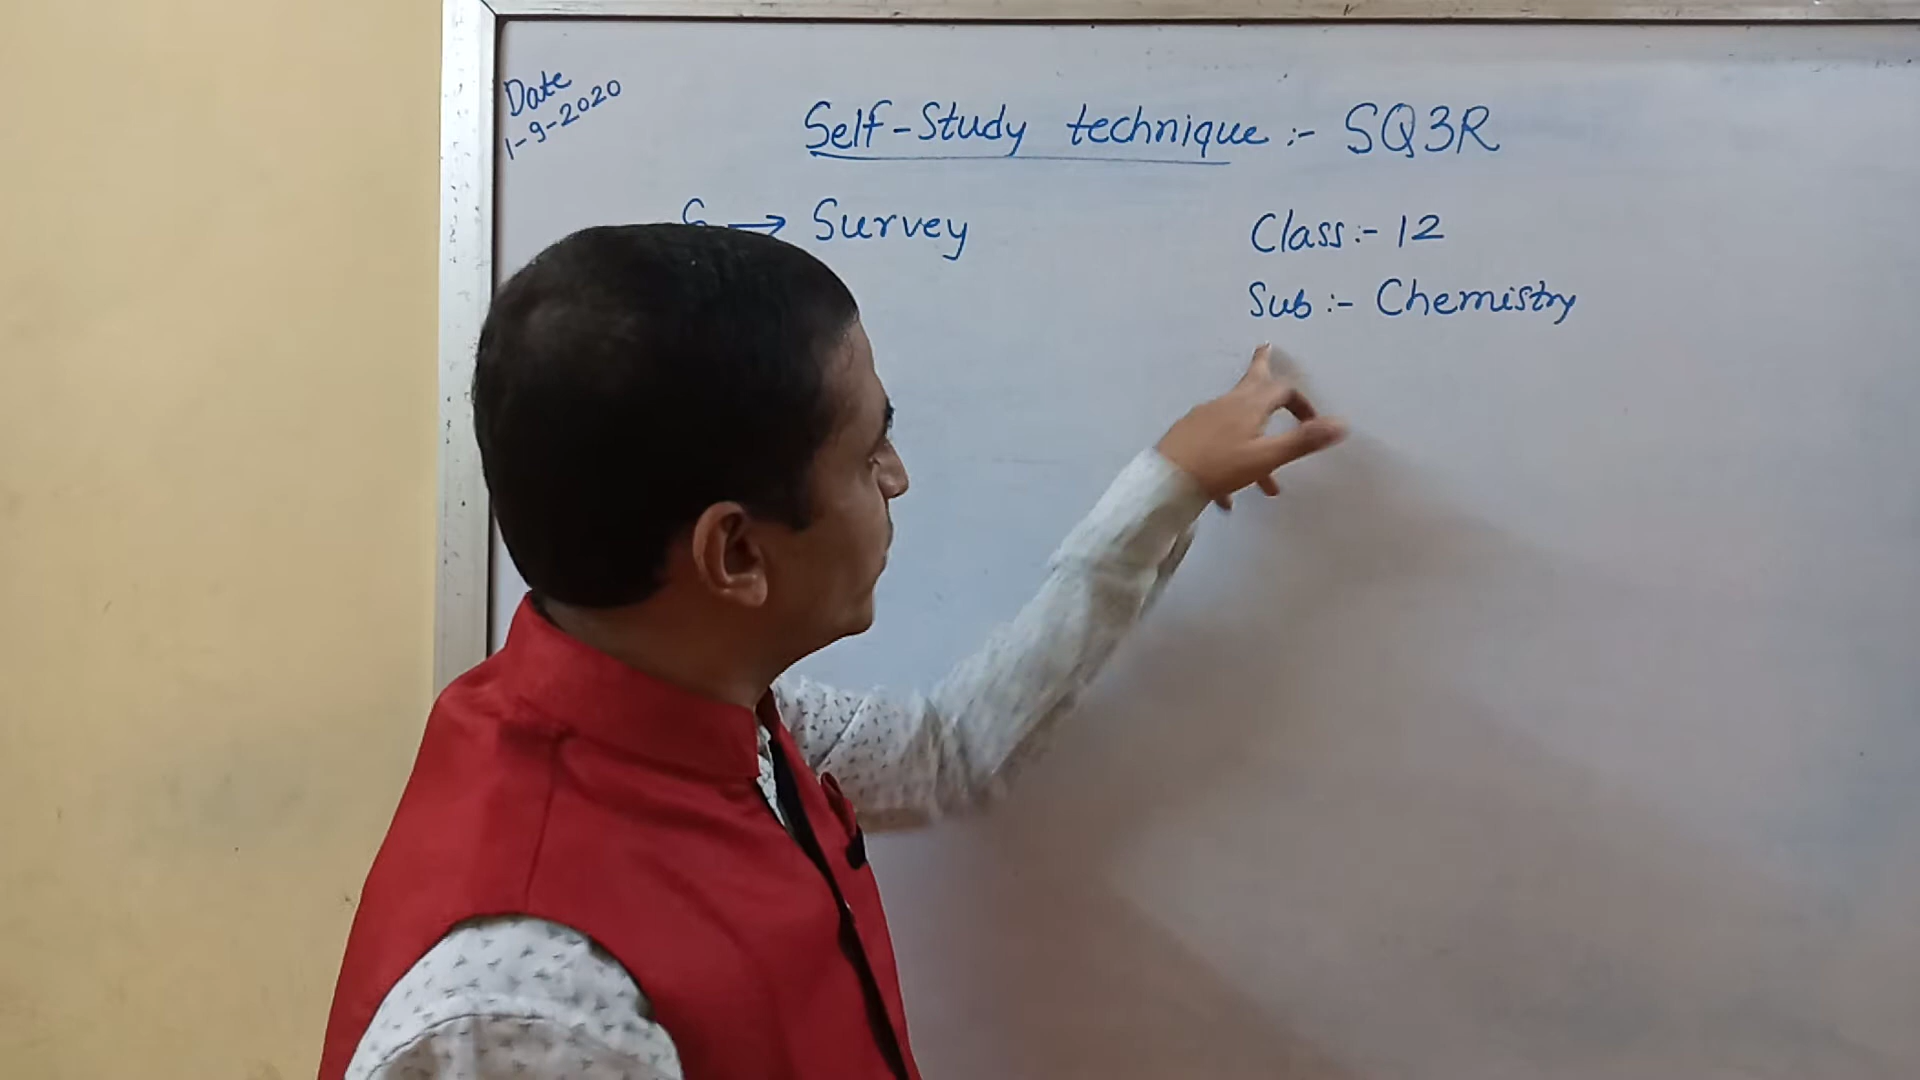 Date
1-9-2020
Self-Study technique :- SQ3R
S → Survey
Class :- 12
Sub :- Chemistry